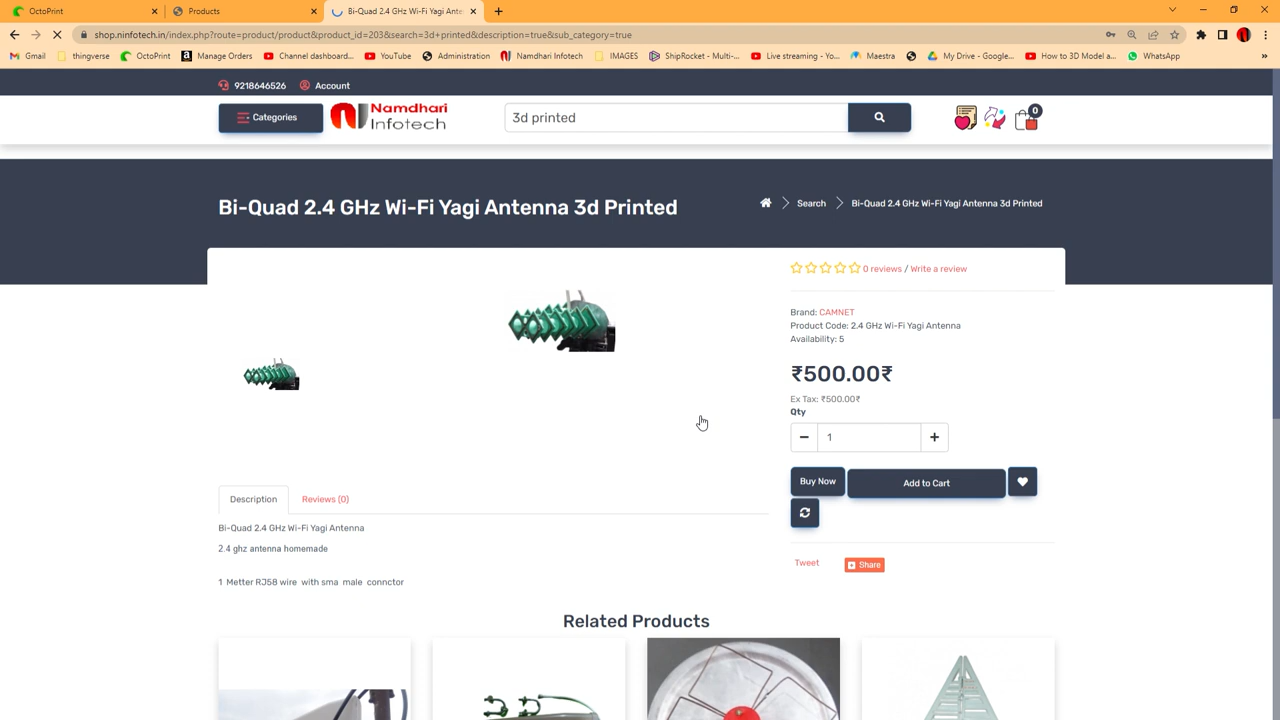 OctoPrint
Products
Bi-Quad 2.4 GHz Wi-Fi Yagi Ante
shop.ninfotech.in/index.php?route=product/product&product_id=203&search=3d+printed&description=true&sub_category=true
Gmail thingverse OctoPrint Manage Orders Channel dashboard... YouTube Administration Namdhari Infotech IMAGES ShipRocket - Multi-... Live streaming - Yo... Maestra My Drive - Google... How to 3D Model a... WhatsApp »
9218646526 Account
Categories
Namdhari
Infotech
3d printed
0
Bi-Quad 2.4 GHz Wi-Fi Yagi Antenna 3d Printed
Search Bi-Quad 2.4 GHz Wi-Fi Yagi Antenna 3d Printed
0 reviews / Write a review
Brand: CAMNET
Product Code: 2.4 GHz Wi-Fi Yagi Antenna
Availability: 5
₹500.00₹
Ex Tax: ₹500.00₹
Qty
1
Buy Now Add to Cart
Tweet Share
Description Reviews (0)
Bi-Quad 2.4 GHz Wi-Fi Yagi Antenna
2.4 ghz antenna homemade
1 Metter RJ58 wire with sma male connctor
Related Products